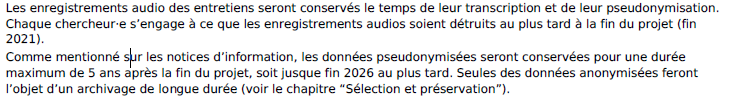 Les enregistrements audio des entretiens seront conservés le temps de leur transcription et de leur pseudonymisation.
Chaque chercheur·e s’engage à ce que les enregistrements audios soient détruits au plus tard à la fin du projet (fin
2021).
Comme mentionné sur les notices d’information, les données pseudonymisées seront conservées pour une durée
maximum de 5 ans après la fin du projet, soit jusque fin 2026 au plus tard. Seules des données anonymisées feront
l’objet d’un archivage de longue durée (voir le chapitre “Sélection et préservation”).